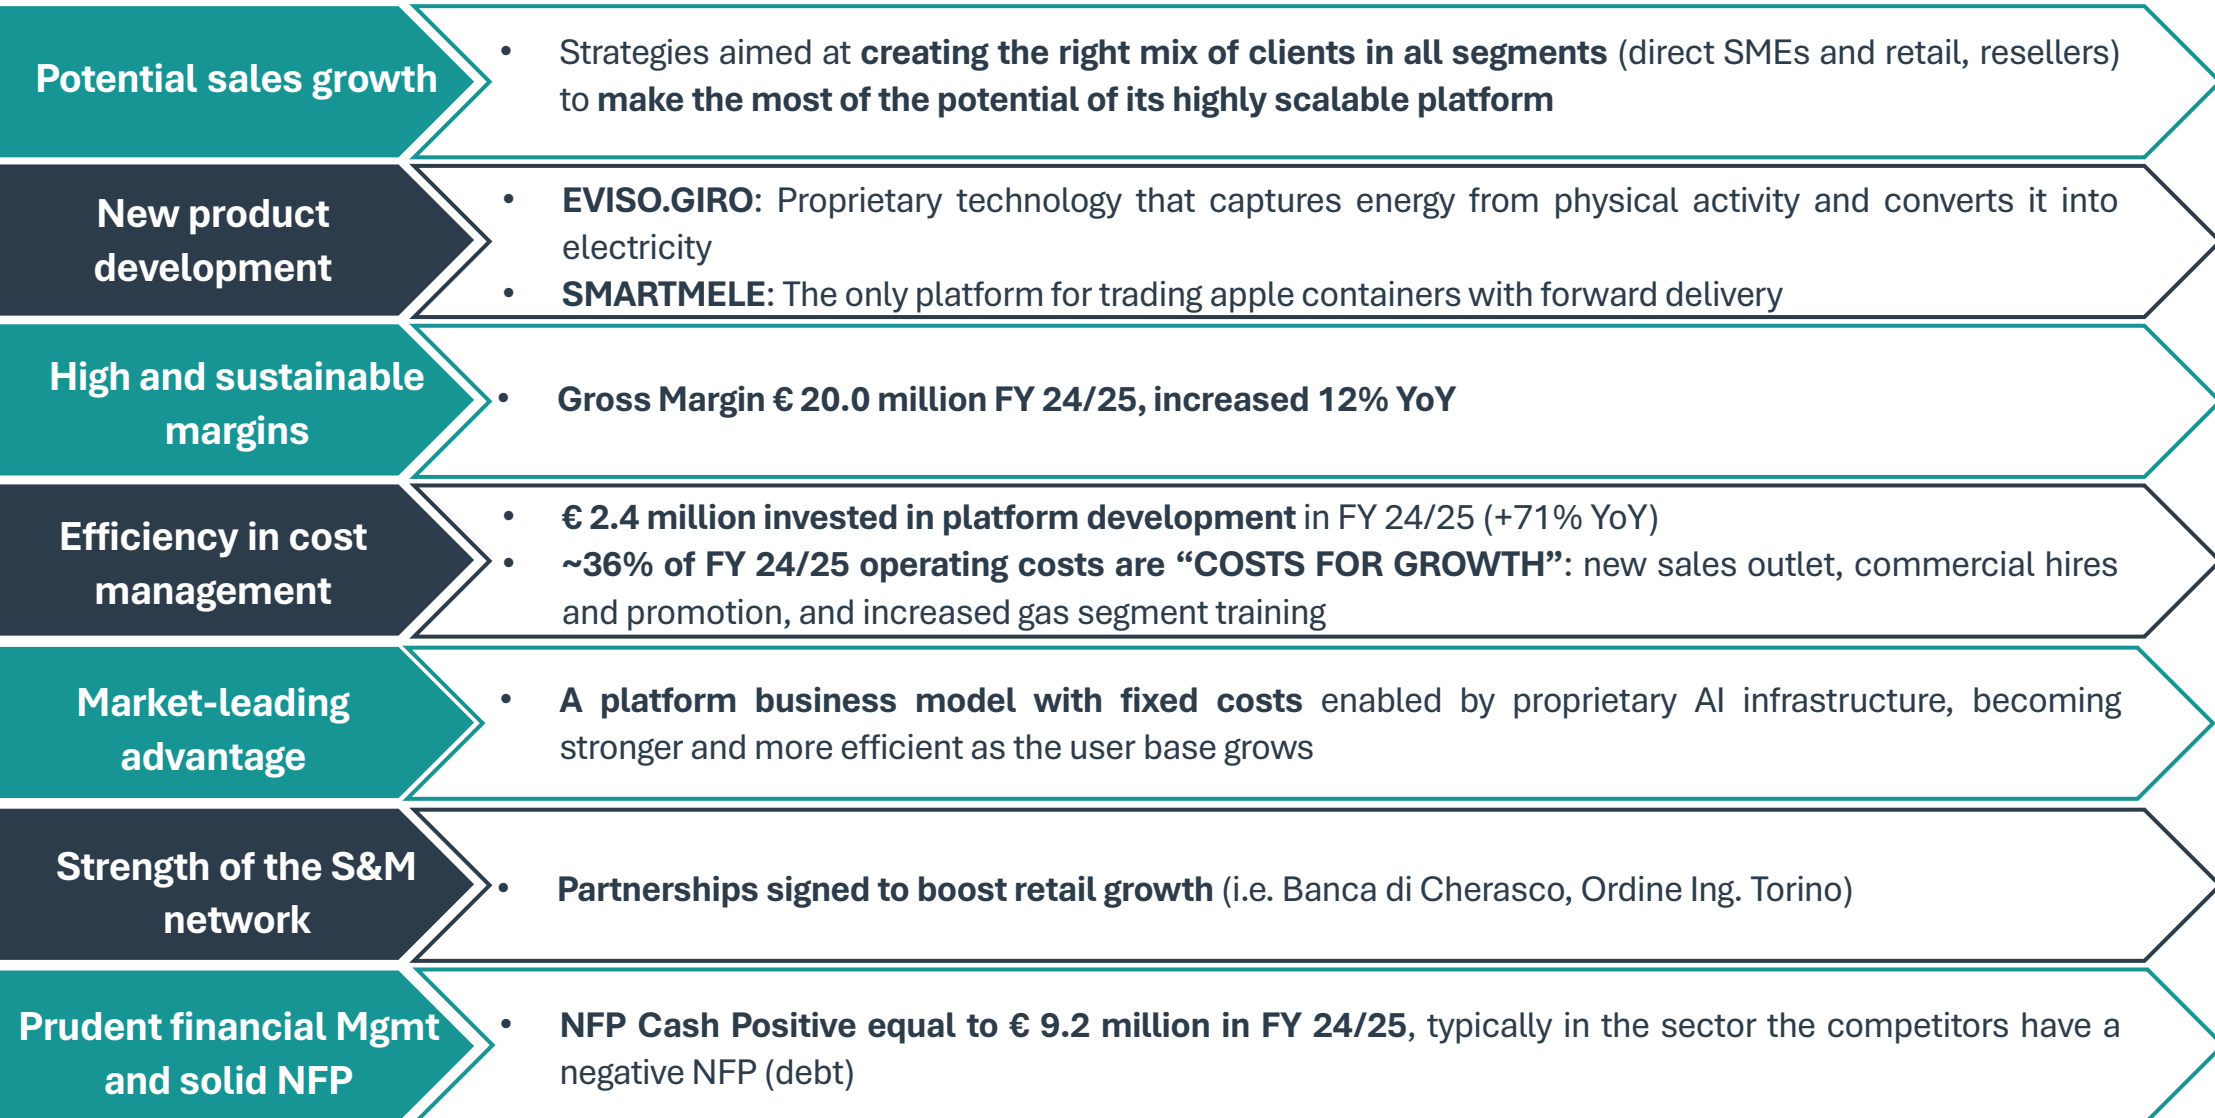 Potential sales growth
• Strategies aimed at creating the right mix of clients in all segments (direct SMEs and retail, resellers)
to make the most of the potential of its highly scalable platform
New product
development
• EVISO.GIRO: Proprietary technology that captures energy from physical activity and converts it into
electricity
• SMARTMELE: The only platform for trading apple containers with forward delivery
High and sustainable
margins
• Gross Margin € 20.0 million FY 24/25, increased 12% YoY
Efficiency in cost
management
• € 2.4 million invested in platform development in FY 24/25 (+71% YoY)
• ~36% of FY 24/25 operating costs are “COSTS FOR GROWTH”: new sales outlet, commercial hires
and promotion, and increased gas segment training
Market-leading
advantage
• A platform business model with fixed costs enabled by proprietary AI infrastructure, becoming
stronger and more efficient as the user base grows
Strength of the S&M
network
• Partnerships signed to boost retail growth (i.e. Banca di Cherasco, Ordine Ing. Torino)
Prudent financial Mgmt
and solid NFP
• NFP Cash Positive equal to € 9.2 million in FY 24/25, typically in the sector the competitors have a
negative NFP (debt)